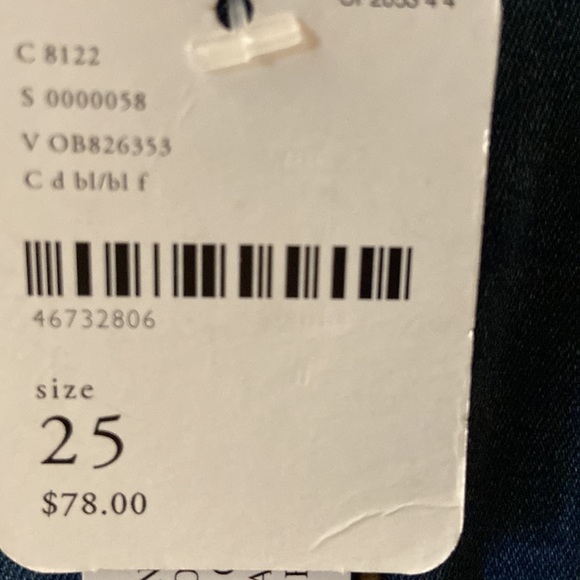 C 8122
S 0000058
V OB826353
C d bl/bl f
46732806
size
25
$78.00